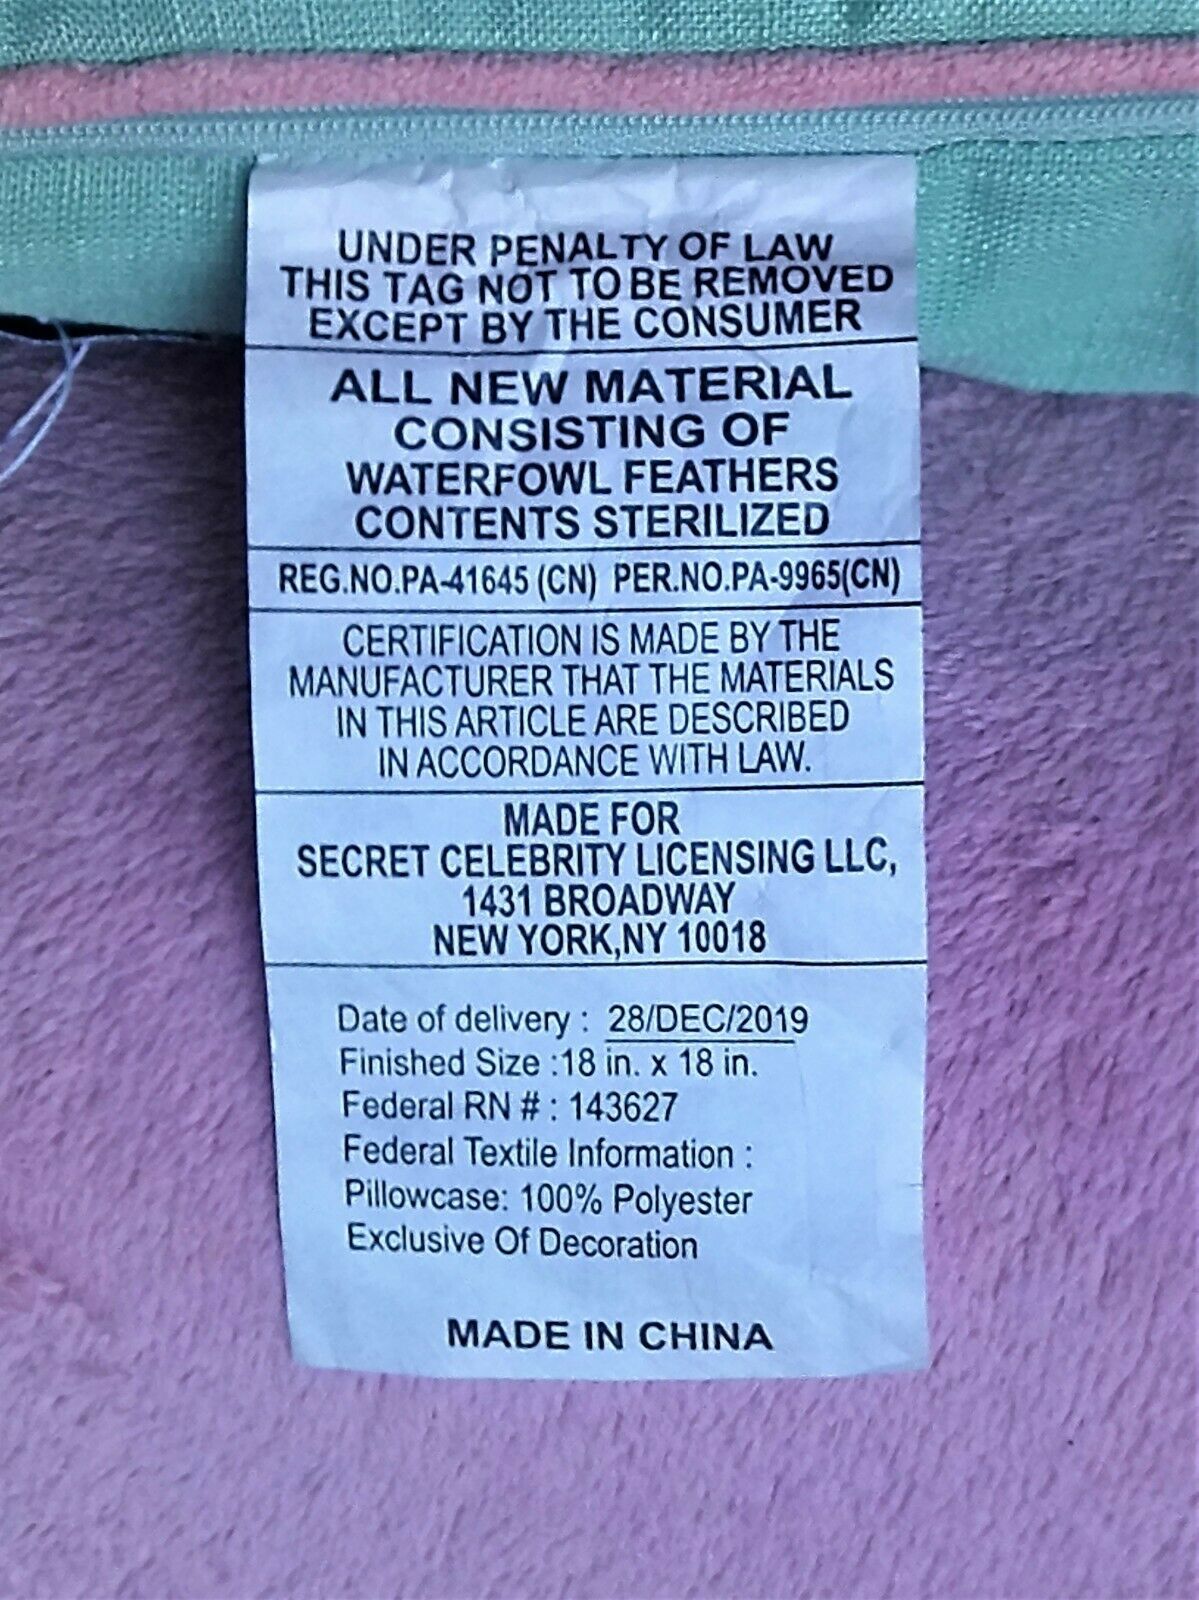 UNDER PENALTY OF LAW
THIS TAG NOT TO BE REMOVED
EXCEPT BY THE CONSUMER
ALL NEW MATERIAL
CONSISTING OF
WATERFOWL FEATHERS
CONTENTS STERILIZED
REG.NO.PA-41645 (CN) PER.NO.PA-9965(CN)
CERTIFICATION IS MADE BY THE
MANUFACTURER THAT THE MATERIALS
IN THIS ARTICLE ARE DESCRIBED
IN ACCORDANCE WITH LAW.
MADE FOR
SECRET CELEBRITY LICENSING LLC,
1431 BROADWAY
NEW YORK,NY 10018
Date of delivery : 28/DEC/2019
Finished Size :18 in. x 18 in.
Federal RN # : 143627
Federal Textile Information :
Pillowcase: 100% Polyester
Exclusive Of Decoration
MADE IN CHINA